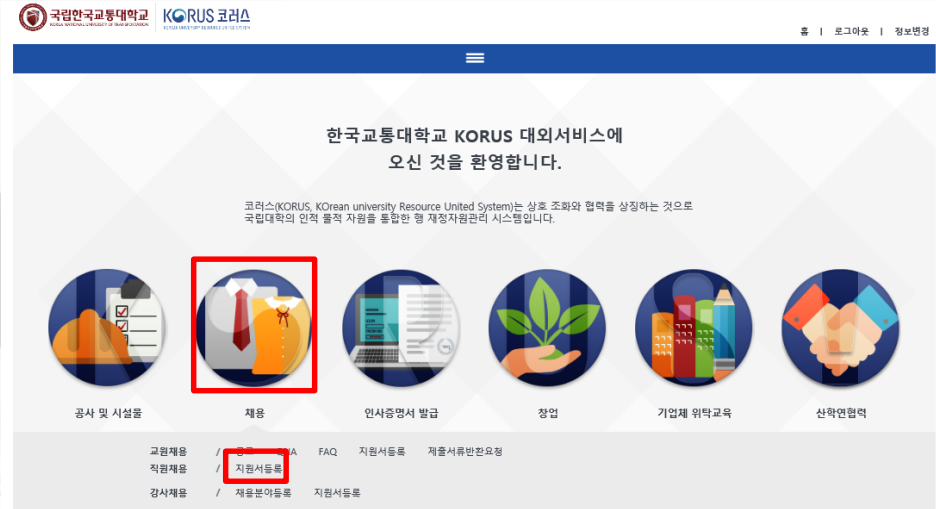 국립한국교통대학교
KOREA NATIONAL UNIVERSITY OF TRANSPORTATION
KORUS 코러스
홈 | 로그아웃 | 정보변경
한국교통대학교 KORUS 대외서비스에
오신 것을 환영합니다.
코러스(KORUS, KOrean university Resource United System)는 상호 조화와 협력을 상징하는 것으로
국립대학의 인적 물적 자원을 통합한 행 재정자원관리 시스템입니다.
공사 및 시설물
채용
인사증명서 발급
창업
기업체 위탁교육
산학연협력
교원채용 / FAQ 지원서등록 제출서류반환요청
직원채용 / 지원서등록
강사채용 / 채용분야등록 지원서등록